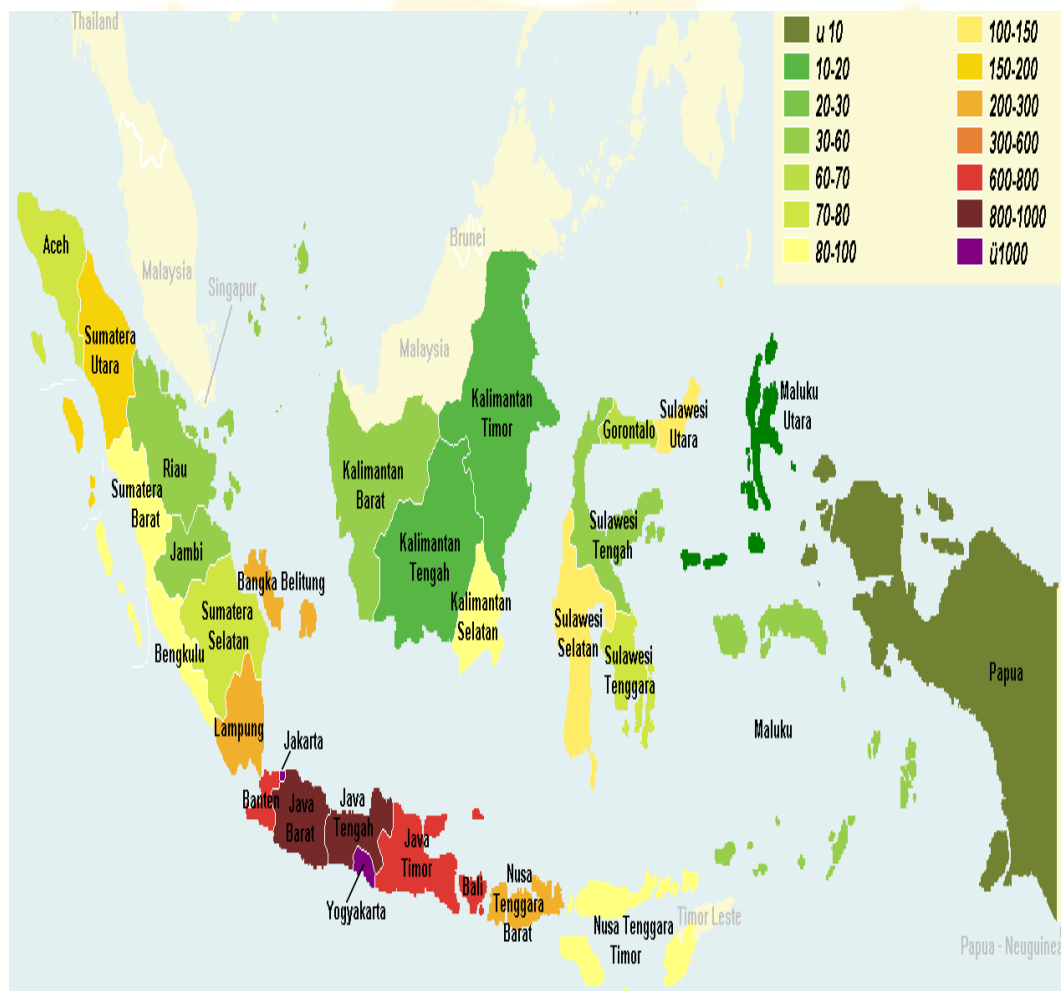 Thailand
u 10
10-20
20-30
30-60
60-70
70-80
80-100
100-150
150-200
200-300
300-600
600-800
800-1000
ü1000
Aceh
Malaysia
Brunei
Singapur
Sumatera
Utara
Malaysia
Kalimantan
Timor
Maluku
Utara
Sulawesi
Utara
Gorontalo
Riau
Kalimantan
Barat
Sumatera
Barat
Sulawesi
Tengah
Jambi
Kalimantan
Tengah
Bangka Belitung
Kalimantan
Selatan
Sumatera
Selatan
Sulawesi
Selatan
Bengkulu
Sulawesi
Tenggara
Papua
Lampung
Maluku
Jakarta
Banten
Java
Barat
Java
Tengah
Java
Timor
Bali
Nusa
Tenggara
Barat
Yogyakarta
Nusa Tenggara
Timor
Timor Leste
Papua - Neuguinea